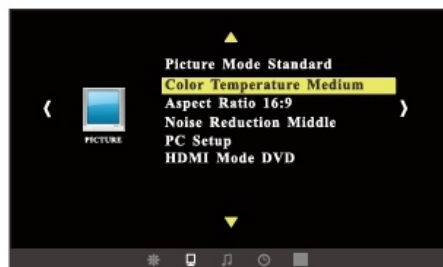 Picture Mode Standard
Color Temperature Medium
Aspect Ratio 16:9
Noise Reduction Middle
PICTURE
PC Setup
HDMI Mode DVD